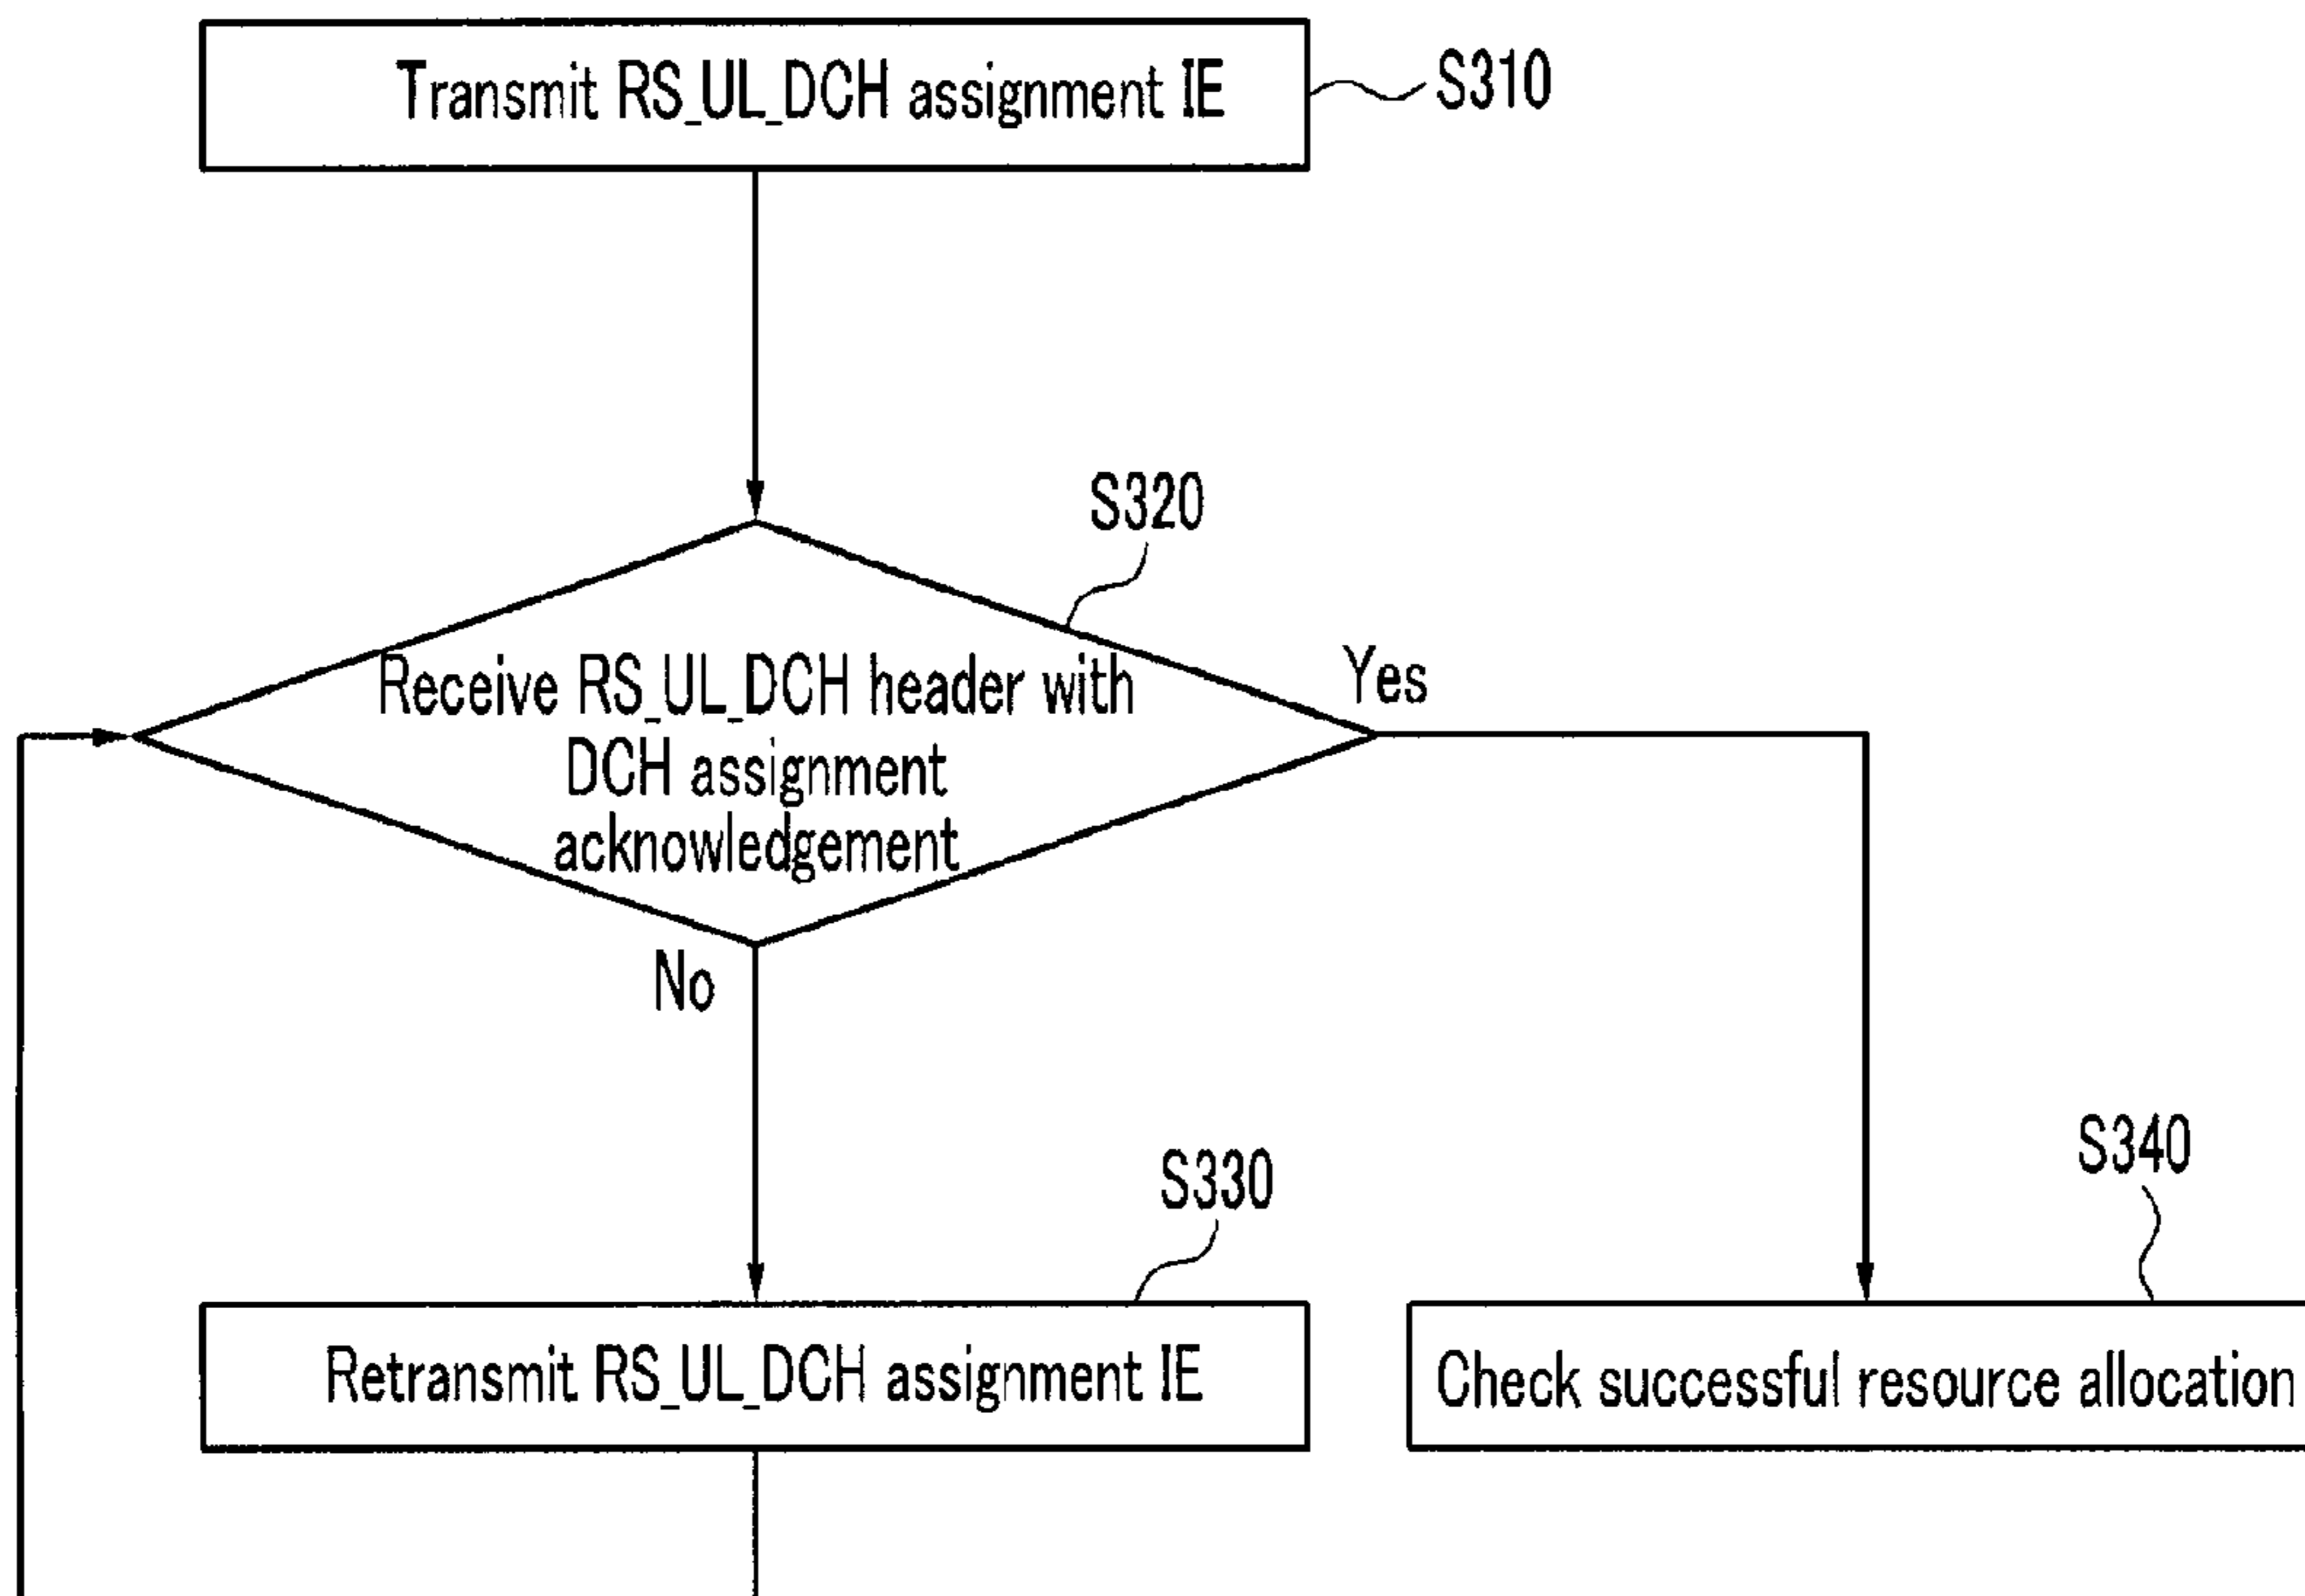 Transmit RS_UL_DCH assignment IE
S310
S320
Receive RS_UL_DCH header with
DCH assignment
acknowledgement
Yes
No
S330
S340
Retransmit RS_UL_DCH assignment IE
Check successful resource allocation